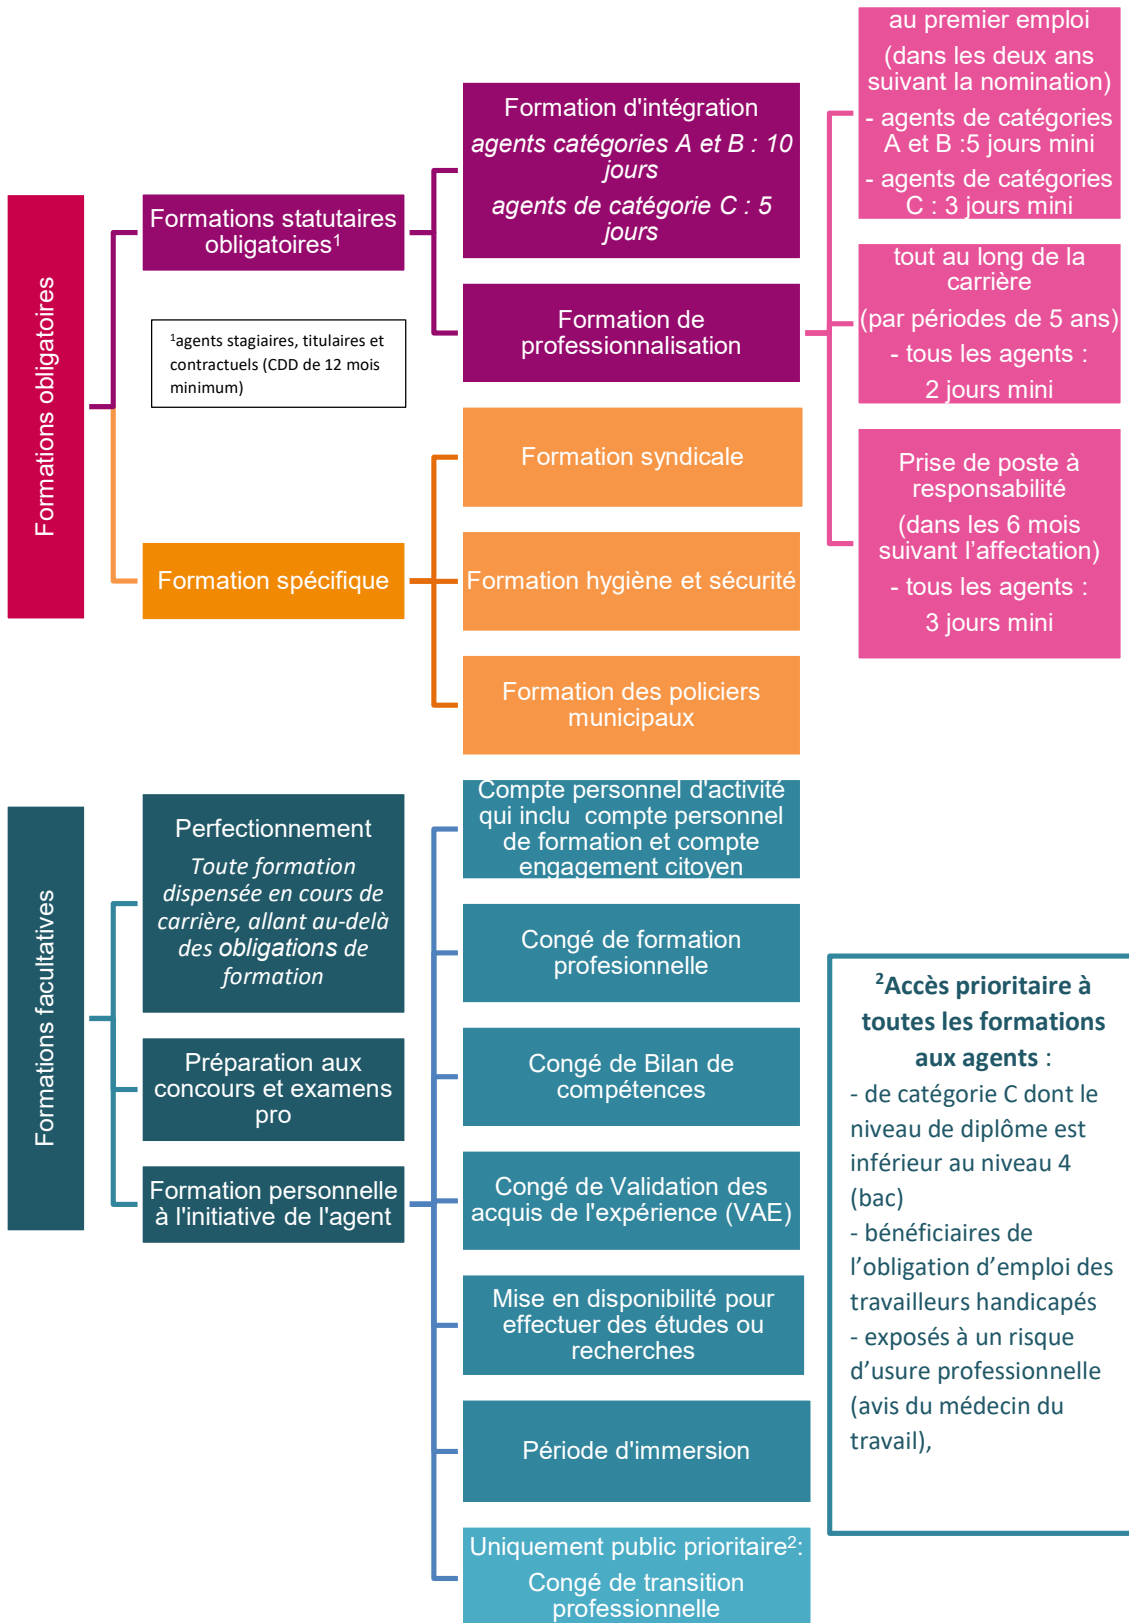 Formations obligatoires
Formations statutaires
obligatoires¹
¹agents stagiaires, titulaires et
contractuels (CDD de 12 mois
minimum)
Formation d'intégration
agents catégories A et B : 10
jours
agents de catégorie C : 5
jours
Formation de
professionnalisation
au premier emploi
(dans les deux ans
suivant la nomination)
- agents de catégories
A et B :5 jours mini
- agents de catégories
C : 3 jours mini
tout au long de la
carrière
(par périodes de 5 ans)
- tous les agents :
2 jours mini
Prise de poste à
responsabilité
(dans les 6 mois
suivant l’affectation)
- tous les agents :
3 jours mini
Formation spécifique
Formation syndicale
Formation hygiène et sécurité
Formation des policiers
municipaux
Formations facultatives
Perfectionnement
Toute formation
dispensée en cours de
carrière, allant au-delà
des obligations de
formation
Préparation aux
concours et examens
pro
Formation personnelle
à l'initiative de l'agent
Compte personnel d'activité
qui inclu compte personnel
de formation et compte
engagement citoyen
Congé de formation
profesionnelle
Congé de Bilan de
compétences
Congé de Validation des
acquis de l'expérience (VAE)
Mise en disponibilité pour
effectuer des études ou
recherches
Période d'immersion
Uniquement public prioritaire²:
Congé de transition
professionelle
²Accès prioritaire à
toutes les formations
aux agents :
- de catégorie C dont le
niveau de diplôme est
inférieur au niveau 4
(bac)
- bénéficiaires de
l’obligation d’emploi des
travailleurs handicapés
- exposés à un risque
d’usure professionnelle
(avis du médecin du
travail),